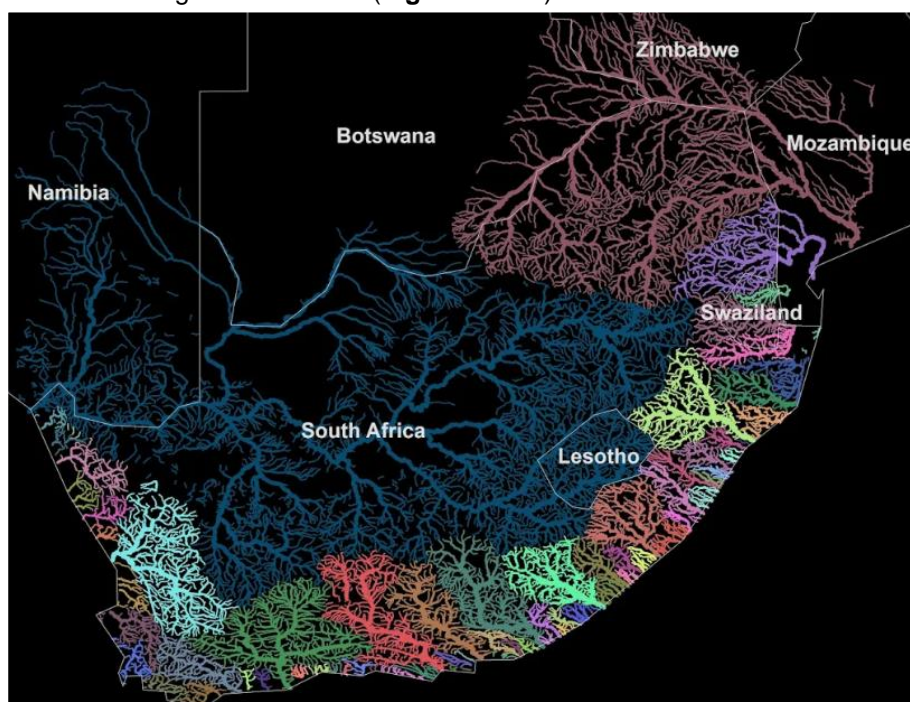 Zimbabwe
Botswana
Mozambique
Namibia
Swaziland
South Africa
Lesotho